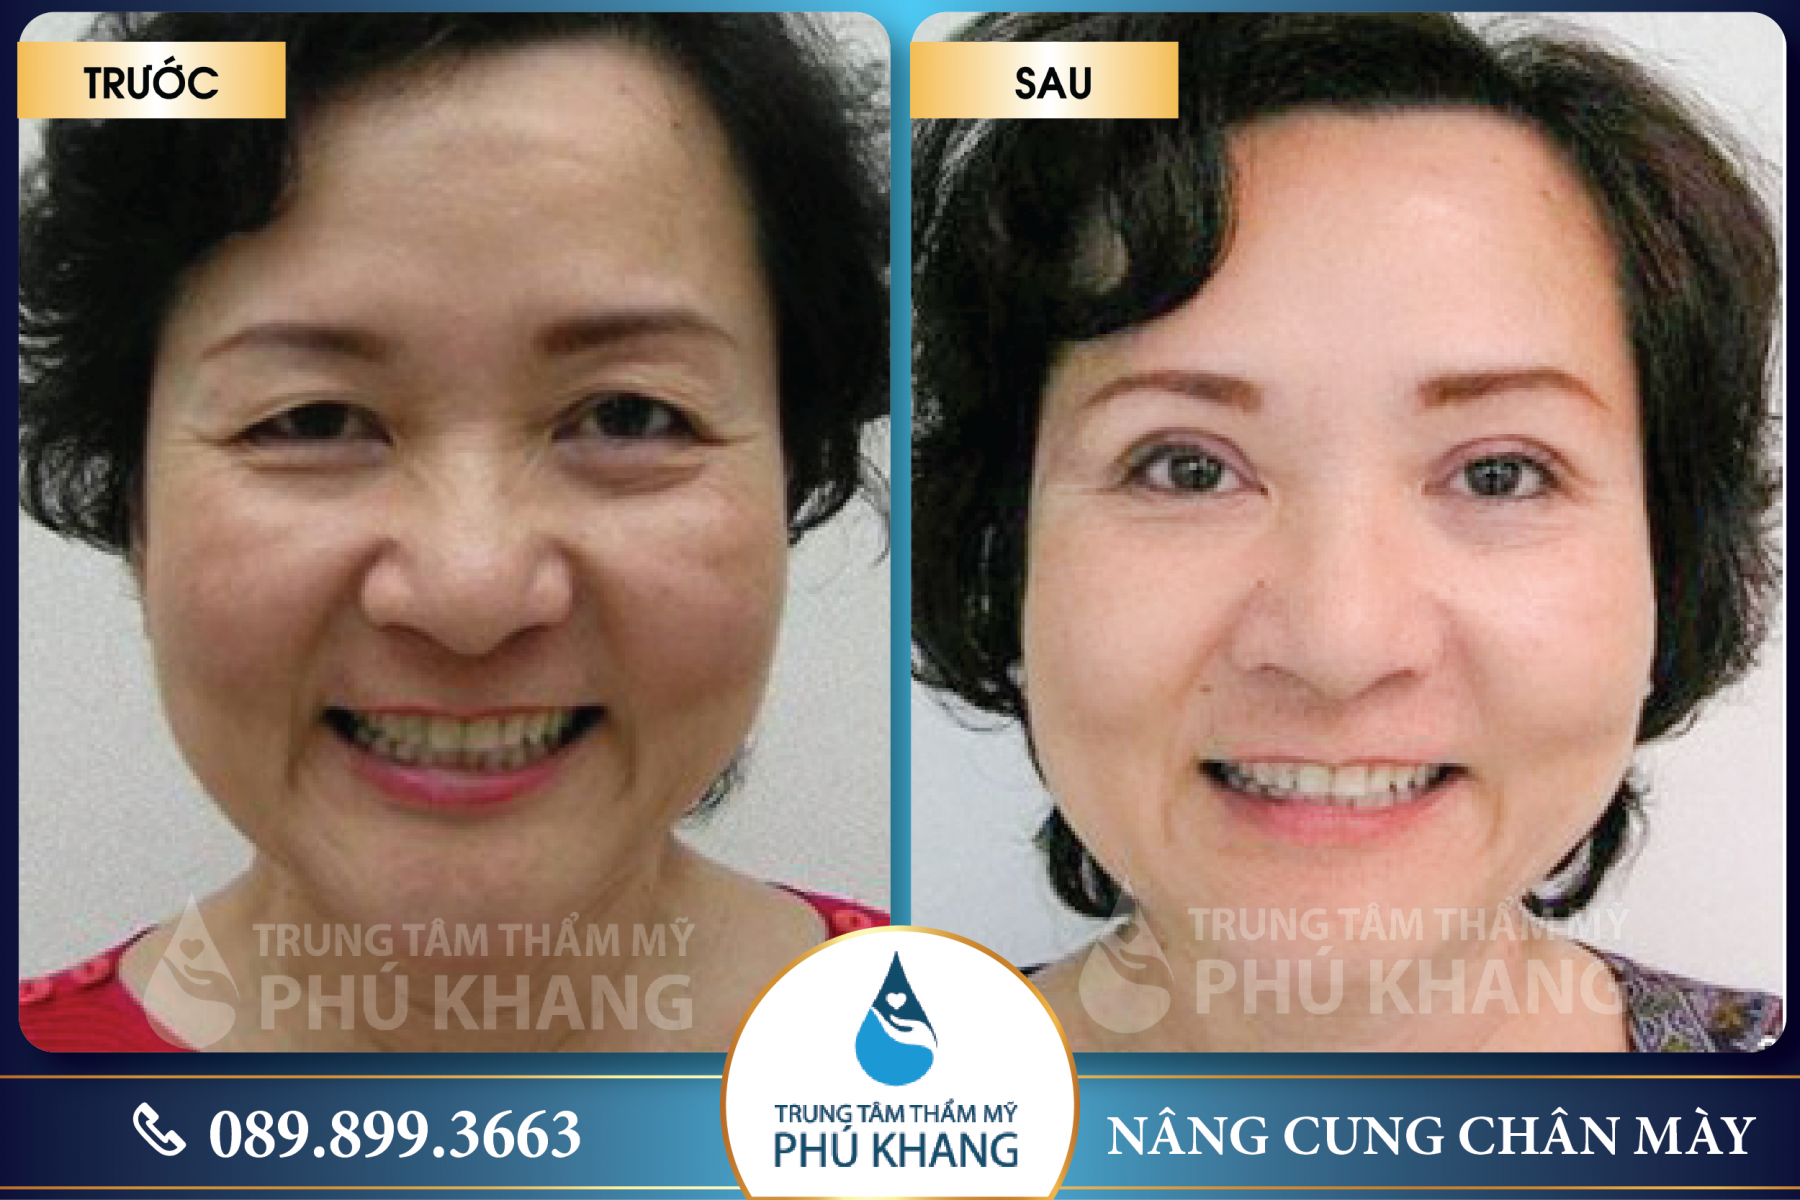 TRƯỚC
SAU
TRUNG TÂM THẨM MỸ
PHÚ KHANG
TRUNG TÂM THẨM MỸ
PHÚ KHANG
089.899.3663
TRUNG TÂM THẨM MỸ
PHÚ KHANG
NÂNG CUNG CHÂN MÀY